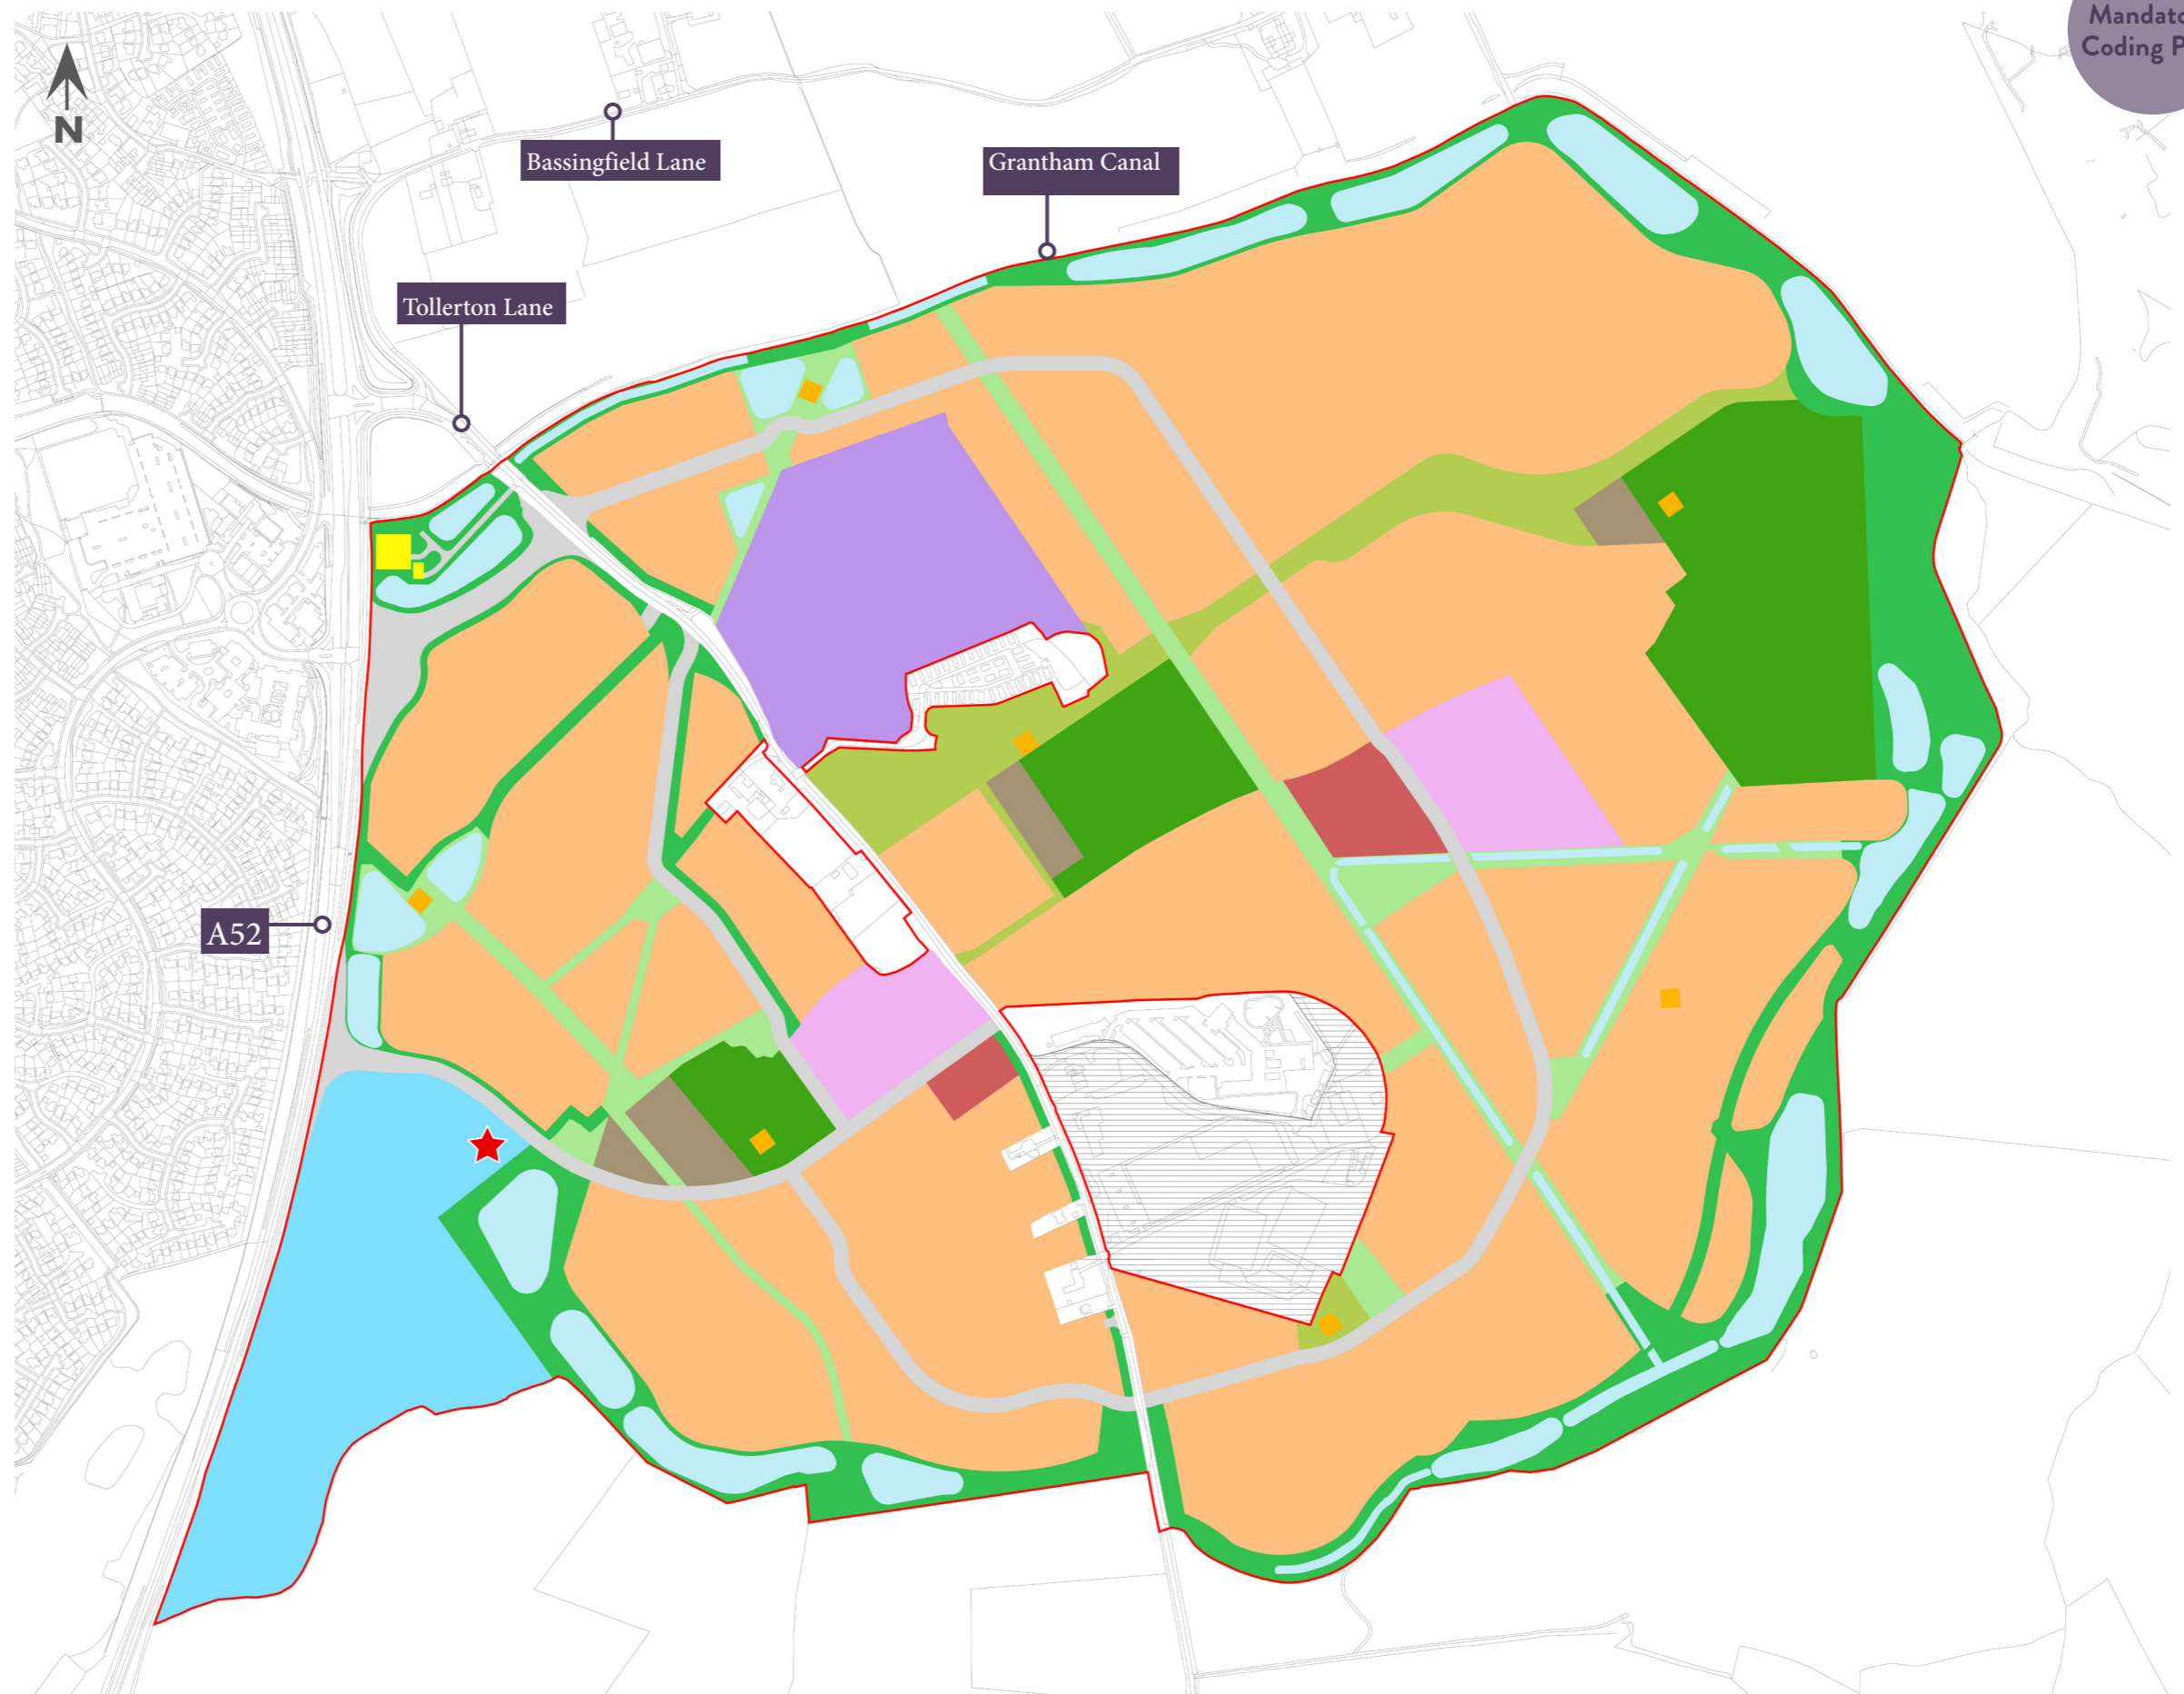 Mandato
Coding P
N
Bassingfield Lane
Grantham Canal
Tollerton Lane
A52